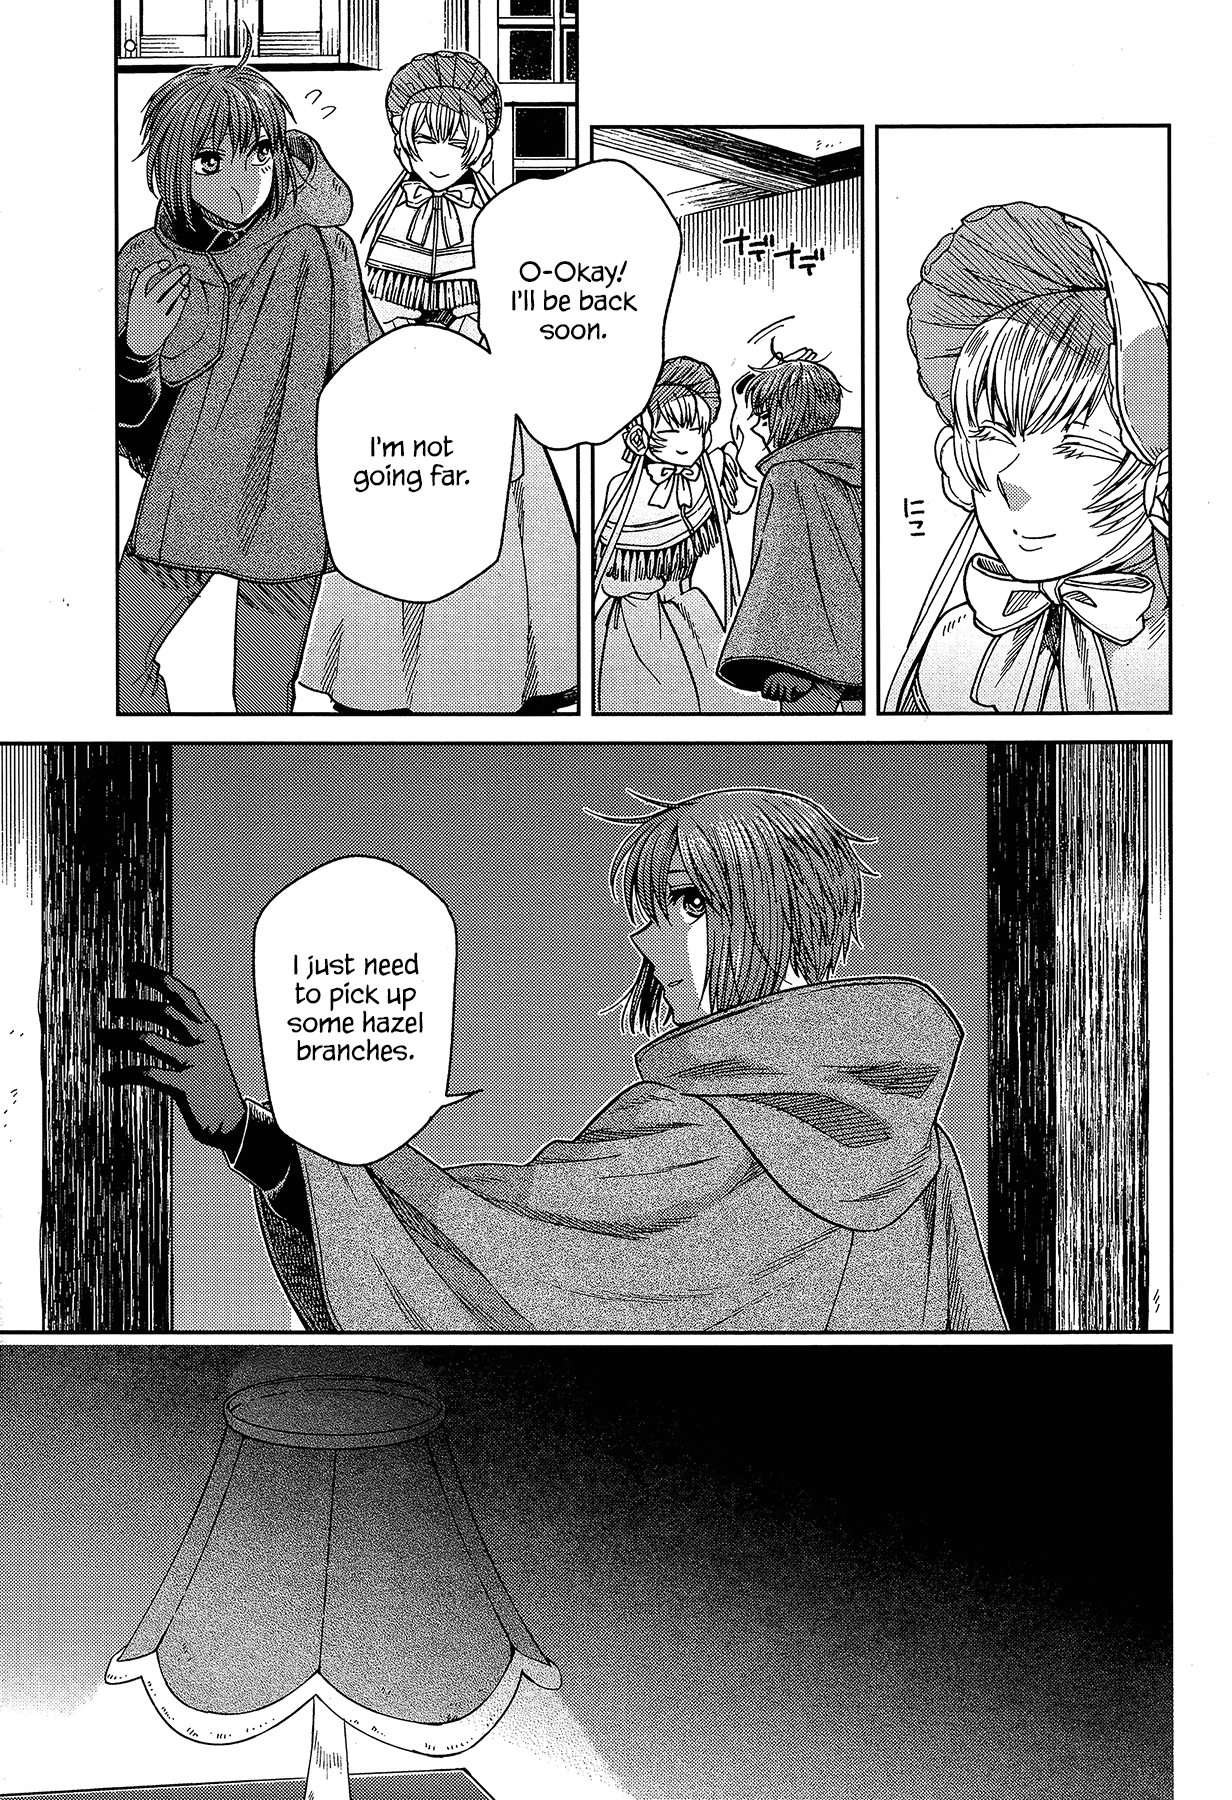 ニコ
ナデナデ
O-Okay!
I'll be back
soon.
I'm not
going far.
I just need
to pick up
some hazel
branches.